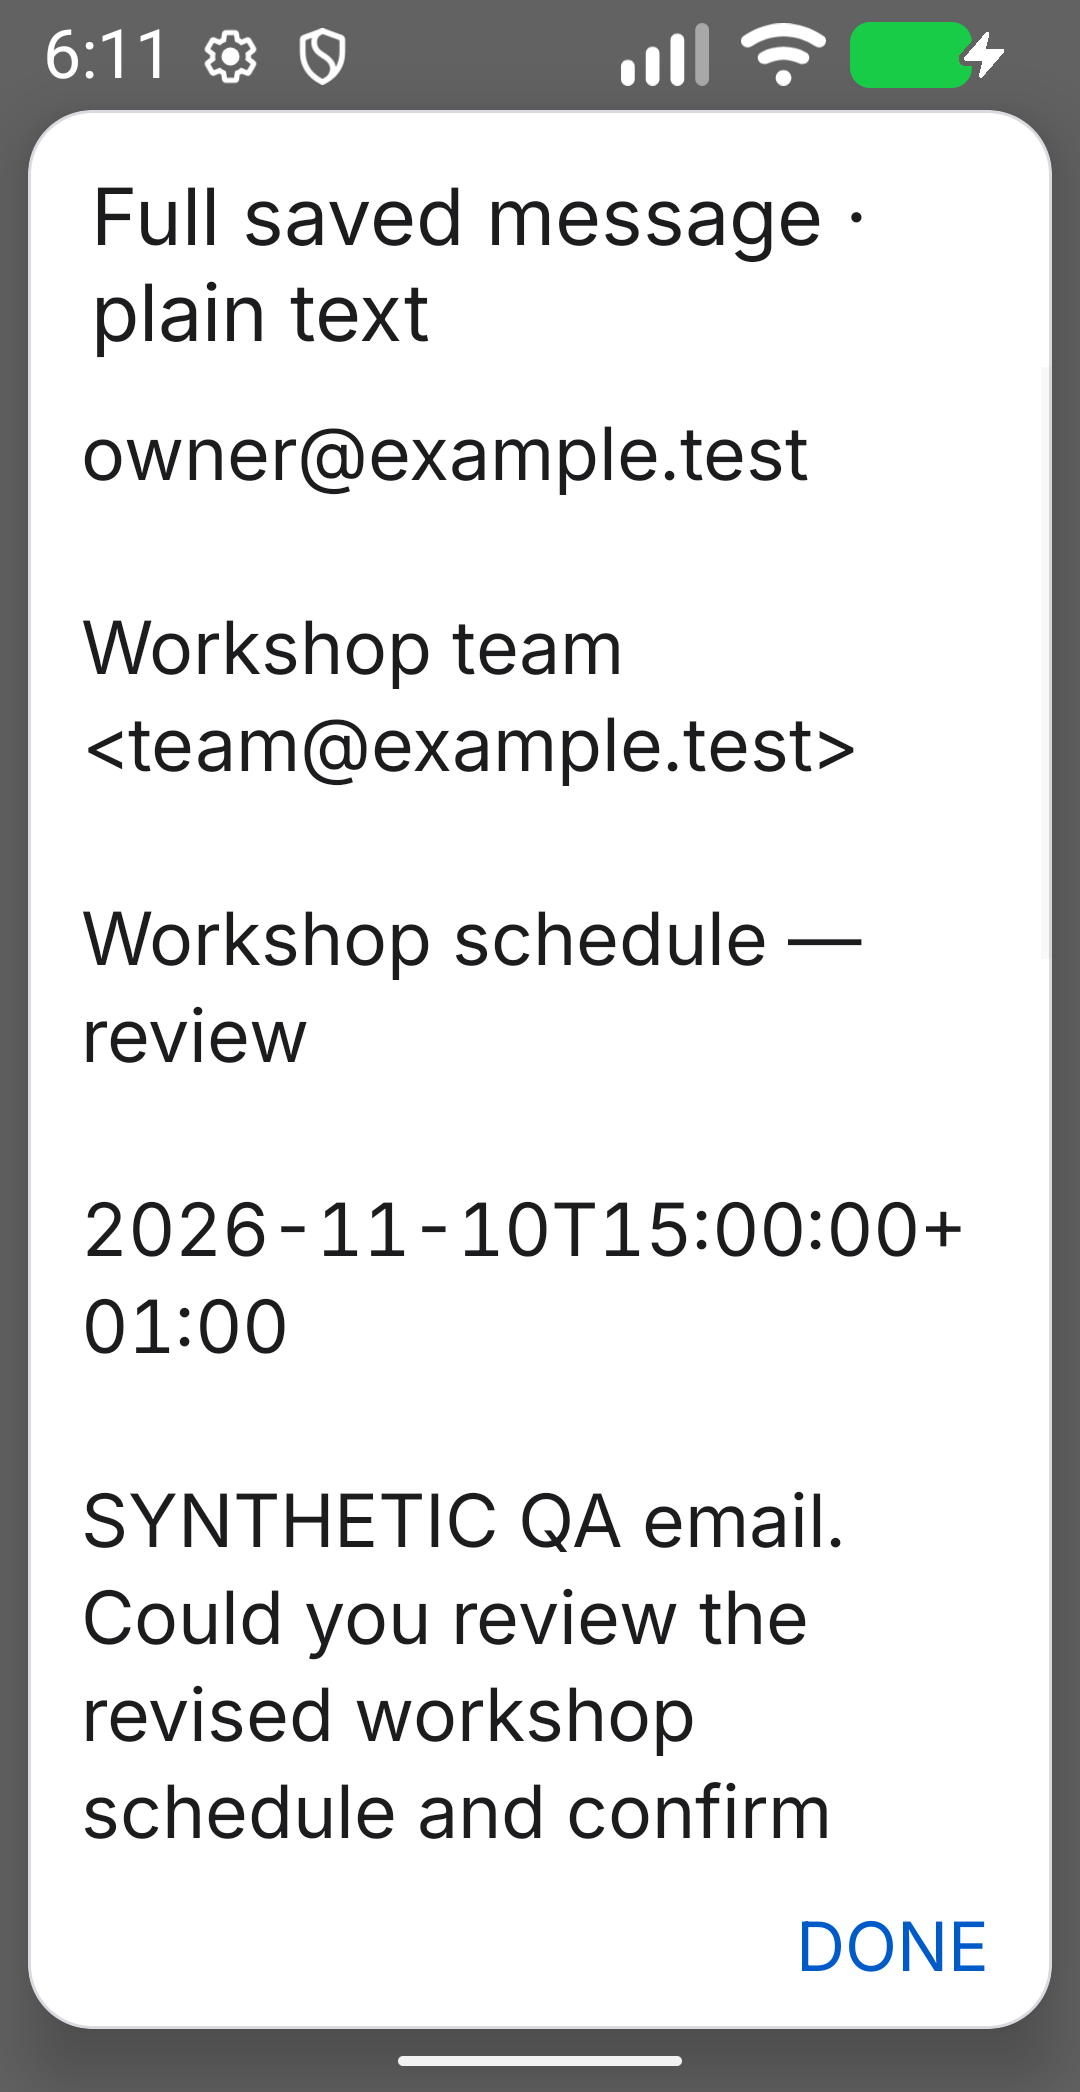 6:11
Full saved message ·
plain text
owner@example.test
Workshop team
<team@example.test>
Workshop schedule —
review
2026-11-10T15:00:00+
01:00
SYNTHETIC QA email.
Could you review the
revised workshop
schedule and confirm
DONE